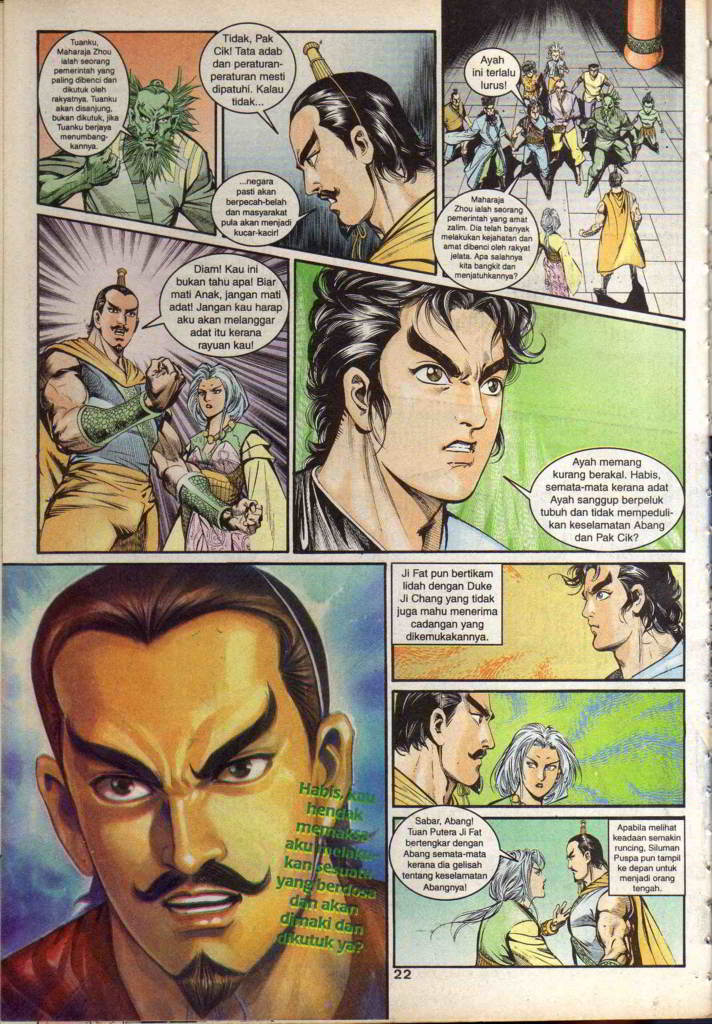 Tuanku,
Maharaja Zhou
ialah seorang
pemerintah yang
paling dibenci dan
dikutuk oleh
rakyatnya. Tuanku
akan disanjung,
bukan dikutuk, jika
Tuanku berjaya
menumbang-
kannya.
Tidak, Pak
Cik! Tata adab
dan peraturan-
peraturan mesti
dipatuhi. Kalau
tidak...
...negara
pasti akan
berpecah-belah
dan masyarakat
pula akan menjadi
kucar-kacir!
Ayah
ini terlalu
lurus!
Maharaja
Zhou ialah seorang
pemerintah yang amat
zalim. Dia telah banyak
melakukan kejahatan dan
amat dibenci oleh rakyat
jelata. Apa salahnya
kita bangkit dan
menjatuhkannya?
Diam! Kau ini
bukan tahu apa! Biar
mati Anak, jangan mati
adat! Jangan kau harap
aku akan melanggar
adat itu kerana
rayuan kau!
Ayah memang
kurang berakal. Habis,
semata-mata kerana adat
Ayah sanggup berpeluk
tubuh dan tidak mempeduli-
kan keselamatan Abang
dan Pak Cik?
Habis, kau
hendak
memaksa
aku melaku-
kan sesuatu
yang berdosa
dan akan
dimaki dan
dikutuk ya?
Ji Fat pun bertikam
lidah dengan Duke
Ji Chang yang tidak
juga mahu menerima
cadangan yang
dikemukakannya.
Sabar, Abang!
Tuan Putera Ji Fat
bertengkar dengan
Abang semata-mata
kerana dia gelisah
tentang keselamatan
Abangnya!
Apabila melihat
keadaan semakin
runcing, Siluman
Puspa pun tampil
ke depan untuk
menjadi orang
tengah.
22